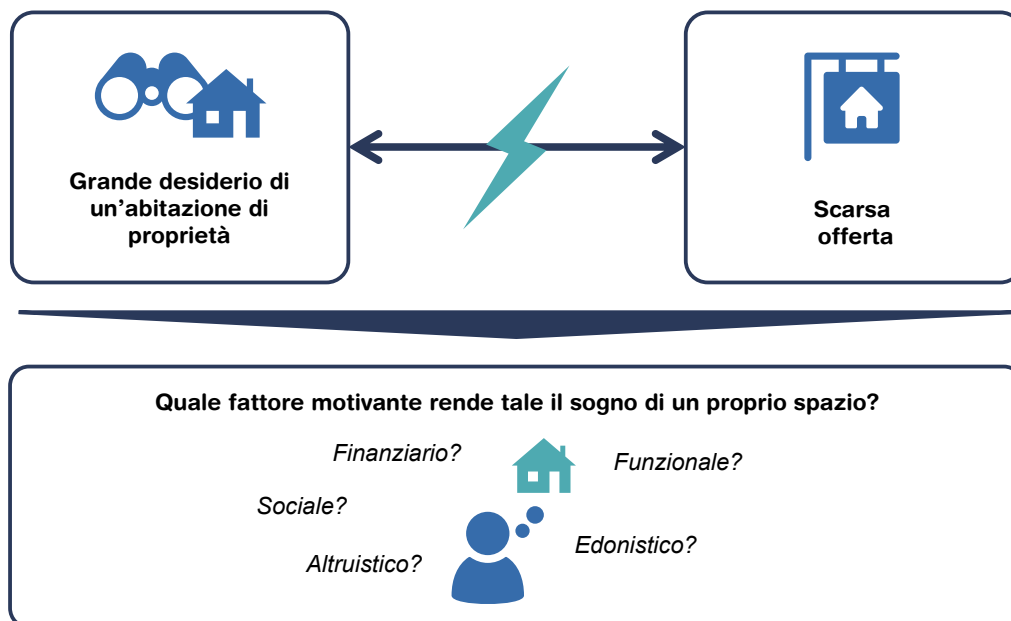 Grande desiderio di
un'abitazione di
proprietà
Scarsa
offerta
Quale fattore motivante rende tale il sogno di un proprio spazio?
Finanziario?
Funzionale?
Sociale?
Edonistico?
Altruistico?